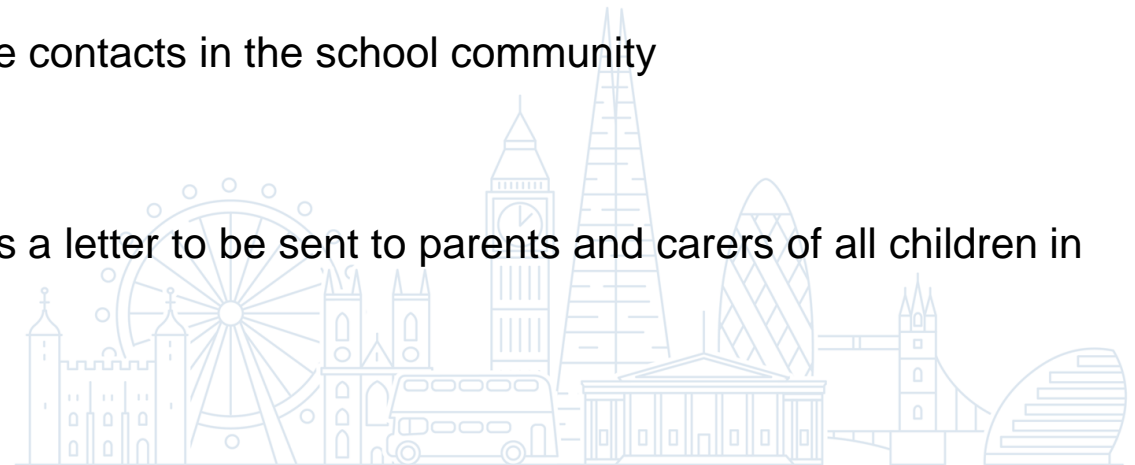 e contacts in the school community
s a letter to be sent to parents and carers of all children in